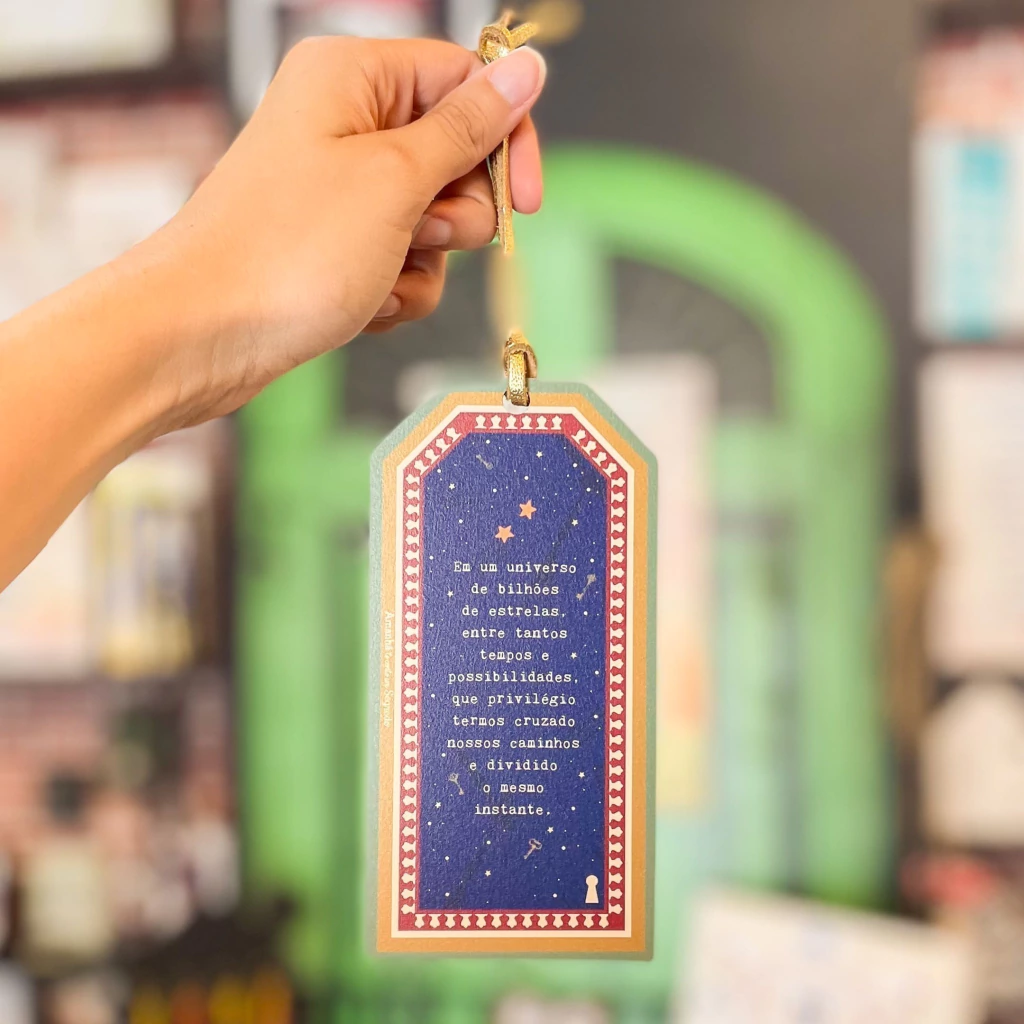 Em um universo
de bilhões
de estrelas,
entre tantos
tempos e
possibilidades,
que privilégio
termos cruzado
nossos caminhos
e dividido
o mesmo
instante.